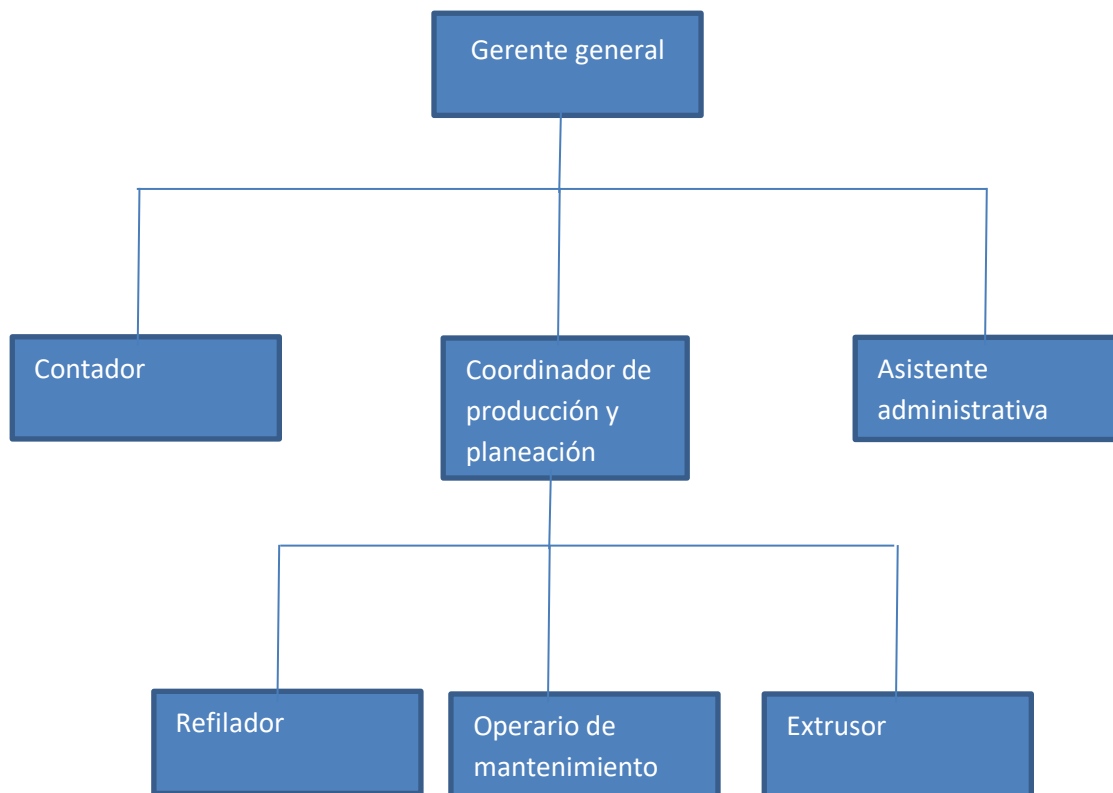 Gerente general
Contador
Coordinador de
producción y
planeación
Asistente
administrativa
Refilador
Operario de
mantenimiento
Extrusor